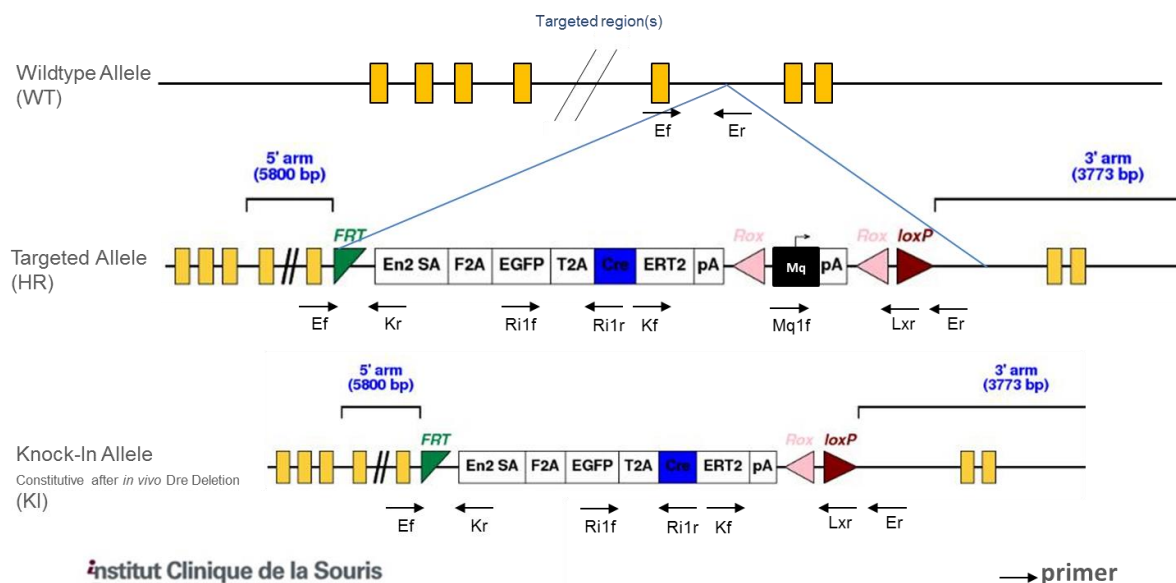 Targeted region(s)
Wildtype Allele
(WT)
Ef Er
5' arm
(5800 bp)
3' arm
(3773 bp)
FRT Rox Rox loxP
Targeted Allele
(HR)
En2 SA F2A EGFP T2A Cre ERT2 pA Mq pA
Ef Kr Ri1f Ri1r Kf Mq1f Lxr Er
5' arm
(5800 bp)
3' arm
(3773 bp)
FRT Rox loxP
Knock-In Allele
Constitutive after in vivo Dre Deletion
(KI)
En2 SA F2A EGFP T2A Cre ERT2 pA
Ef Kr Ri1f Ri1r Kf Lxr Er
institut Clinique de la Souris
primer